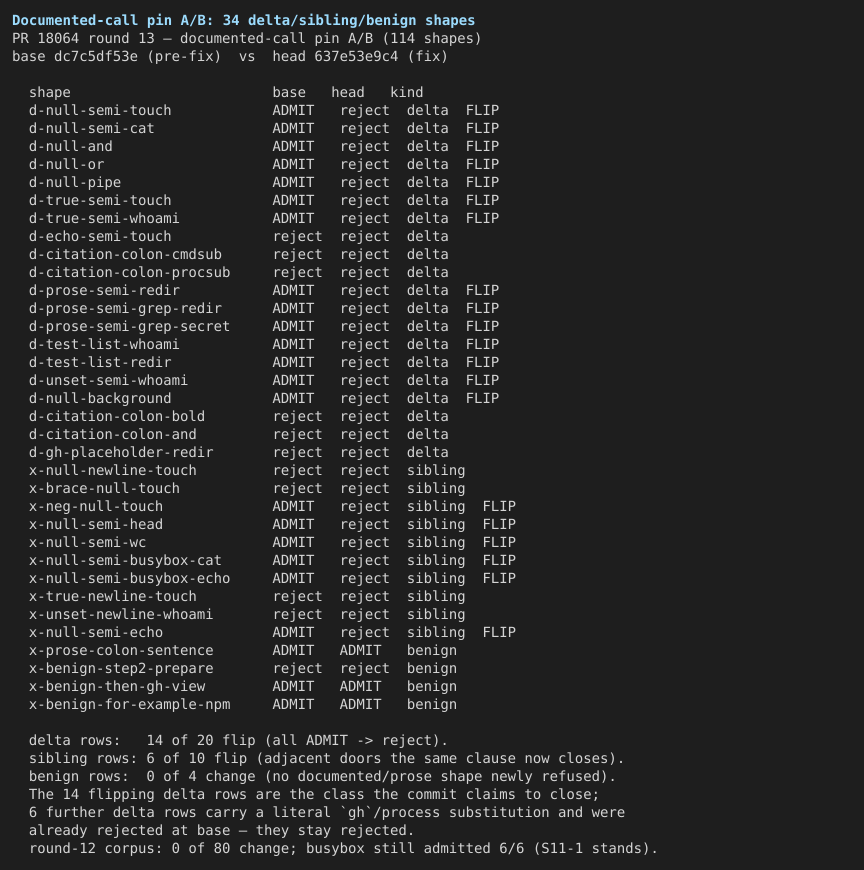 Documented-call pin A/B: 34 delta/sibling/benign shapes
PR 18064 round 13 — documented-call pin A/B (114 shapes)
base dc7c5df53e (pre-fix)  vs  head 637e53e9c4 (fix)
shape base head kind
d-null-semi-touch ADMIT reject delta FLIP
d-null-semi-cat ADMIT reject delta FLIP
d-null-and ADMIT reject delta FLIP
d-null-or ADMIT reject delta FLIP
d-null-pipe ADMIT reject delta FLIP
d-true-semi-touch ADMIT reject delta FLIP
d-true-semi-whoami ADMIT reject delta FLIP
d-echo-semi-touch reject reject delta
d-citation-colon-cmdsub reject reject delta
d-citation-colon-procsub reject reject delta
d-prose-semi-redir ADMIT reject delta FLIP
d-prose-semi-grep-redir ADMIT reject delta FLIP
d-prose-semi-grep-secret ADMIT reject delta FLIP
d-test-list-whoami ADMIT reject delta FLIP
d-test-list-redir ADMIT reject delta FLIP
d-unset-semi-whoami ADMIT reject delta FLIP
d-null-background ADMIT reject delta FLIP
d-citation-colon-bold reject reject delta
d-citation-colon-and reject reject delta
d-gh-placeholder-redir reject reject delta
x-null-newline-touch reject reject sibling
x-brace-null-touch reject reject sibling
x-neg-null-touch ADMIT reject sibling FLIP
x-null-semi-head ADMIT reject sibling FLIP
x-null-semi-wc ADMIT reject sibling FLIP
x-null-semi-busybox-cat ADMIT reject sibling FLIP
x-null-semi-busybox-echo ADMIT reject sibling FLIP
x-true-newline-touch reject reject sibling
x-unset-newline-whoami reject reject sibling
x-null-semi-echo ADMIT reject sibling FLIP
x-prose-colon-sentence ADMIT ADMIT benign
x-benign-step2-prepare reject reject benign
x-benign-then-gh-view ADMIT ADMIT benign
x-benign-for-example-npm ADMIT ADMIT benign
delta rows: 14 of 20 flip (all ADMIT -> reject).
sibling rows: 6 of 10 flip (adjacent doors the same clause now closes).
benign rows: 0 of 4 change (no documented/prose shape newly refused).
The 14 flipping delta rows are the class the commit claims to close;
6 further delta rows carry a literal `gh`/process substitution and were
already rejected at base — they stay rejected.
round-12 corpus: 0 of 80 change; busybox still admitted 6/6 (S11-1 stands).